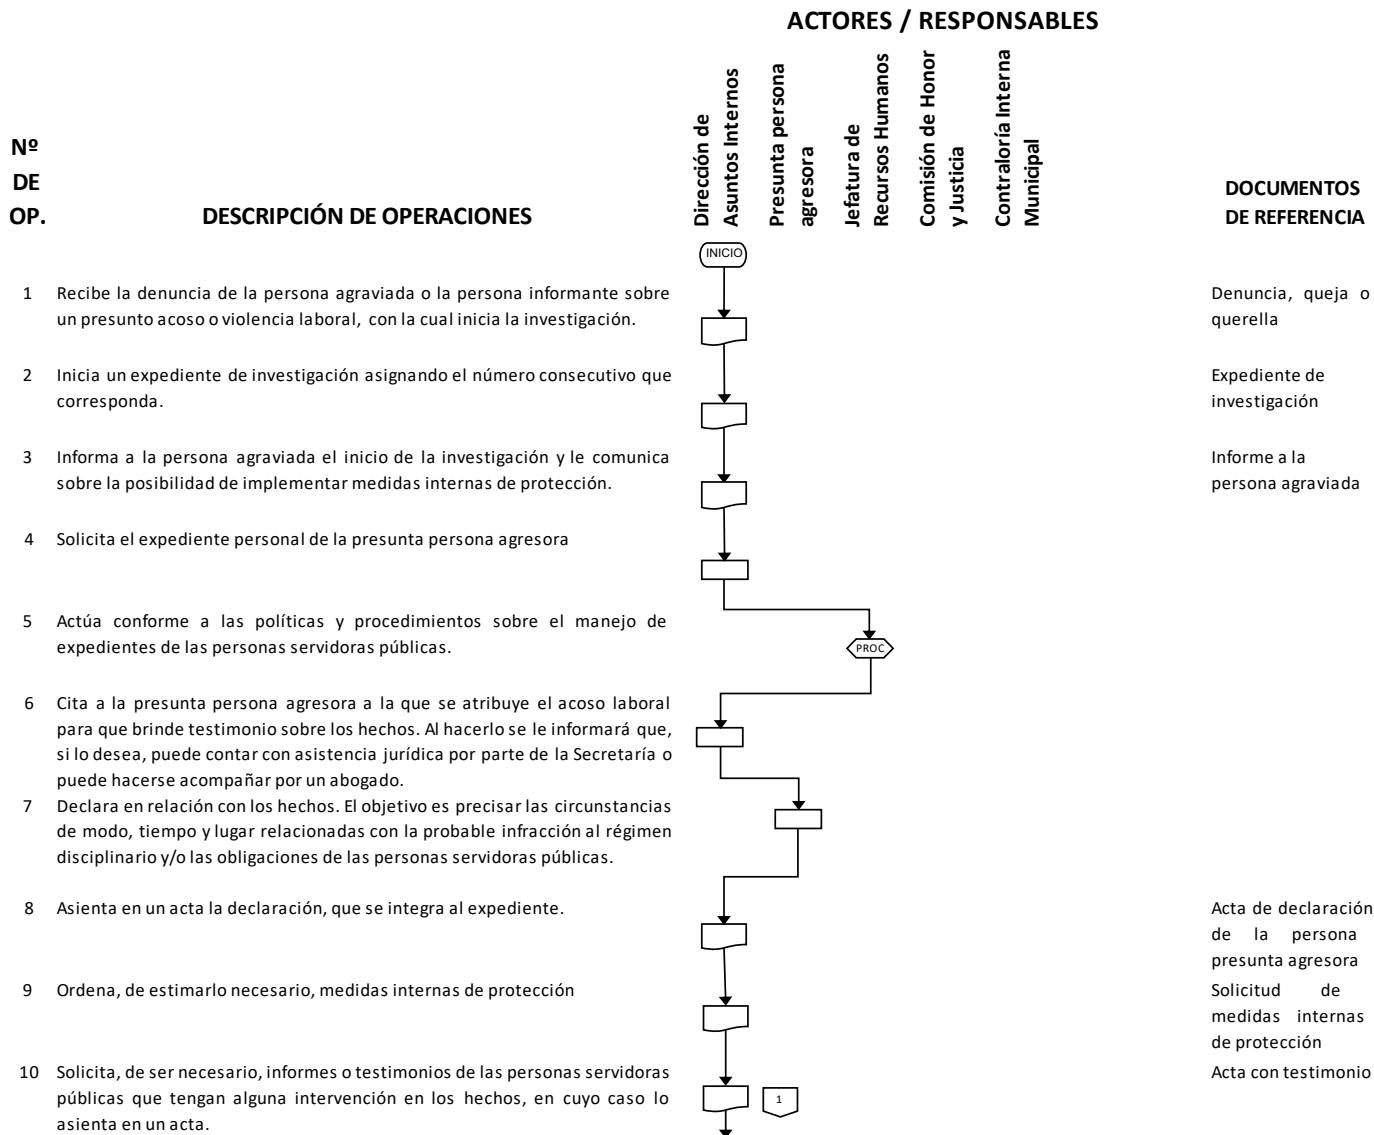 ACTORES / RESPONSABLES
Nº
DE
OP.
DESCRIPCIÓN DE OPERACIONES
Dirección de
Asuntos Internos
Presunta persona
agresora
Jefatura de
Recursos Humanos
Comisión de Honor
y Justicia
Contraloría Interna
Municipal
DOCUMENTOS
DE REFERENCIA
INICIO
1 Recibe la denuncia de la persona agraviada o la persona informante sobre
un presunto acoso o violencia laboral, con la cual inicia la investigación.
Denuncia, queja o
querella
2 Inicia un expediente de investigación asignando el número consecutivo que
corresponda.
Expediente de
investigación
3 Informa a la persona agraviada el inicio de la investigación y le comunica
sobre la posibilidad de implementar medidas internas de protección.
Informe a la
persona agraviada
4 Solicita el expediente personal de la presunta persona agresora
5 Actúa conforme a las políticas y procedimientos sobre el manejo de
expedientes de las personas servidoras públicas.
PROC
6 Cita a la presunta persona agresora a la que se atribuye el acoso laboral
para que brinde testimonio sobre los hechos. Al hacerlo se le informará que,
si lo desea, puede contar con asistencia jurídica por parte de la Secretaría o
puede hacerse acompañar por un abogado.
7 Declara en relación con los hechos. El objetivo es precisar las circunstancias
de modo, tiempo y lugar relacionadas con la probable infracción al régimen
disciplinario y/o las obligaciones de las personas servidoras públicas.
8 Asienta en un acta la declaración, que se integra al expediente.
Acta de declaración
de la persona
presunta agresora
9 Ordena, de estimarlo necesario, medidas internas de protección
Solicitud de
medidas internas
de protección
10 Solicita, de ser necesario, informes o testimonios de las personas servidoras
públicas que tengan alguna intervención en los hechos, en cuyo caso lo
asienta en un acta.
1
Acta con testimonio